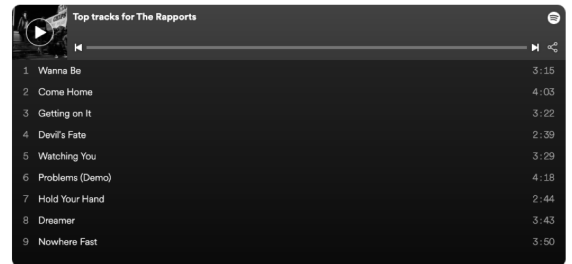 Top tracks for The Rapports
1 Wanna Be 3:15
2 Come Home 4:03
3 Getting on It 3:22
4 Devil's Fate 2:39
5 Watching You 3:29
6 Problems (Demo) 4:18
7 Hold Your Hand 2:44
8 Dreamer 3:43
9 Nowhere Fast 3:50